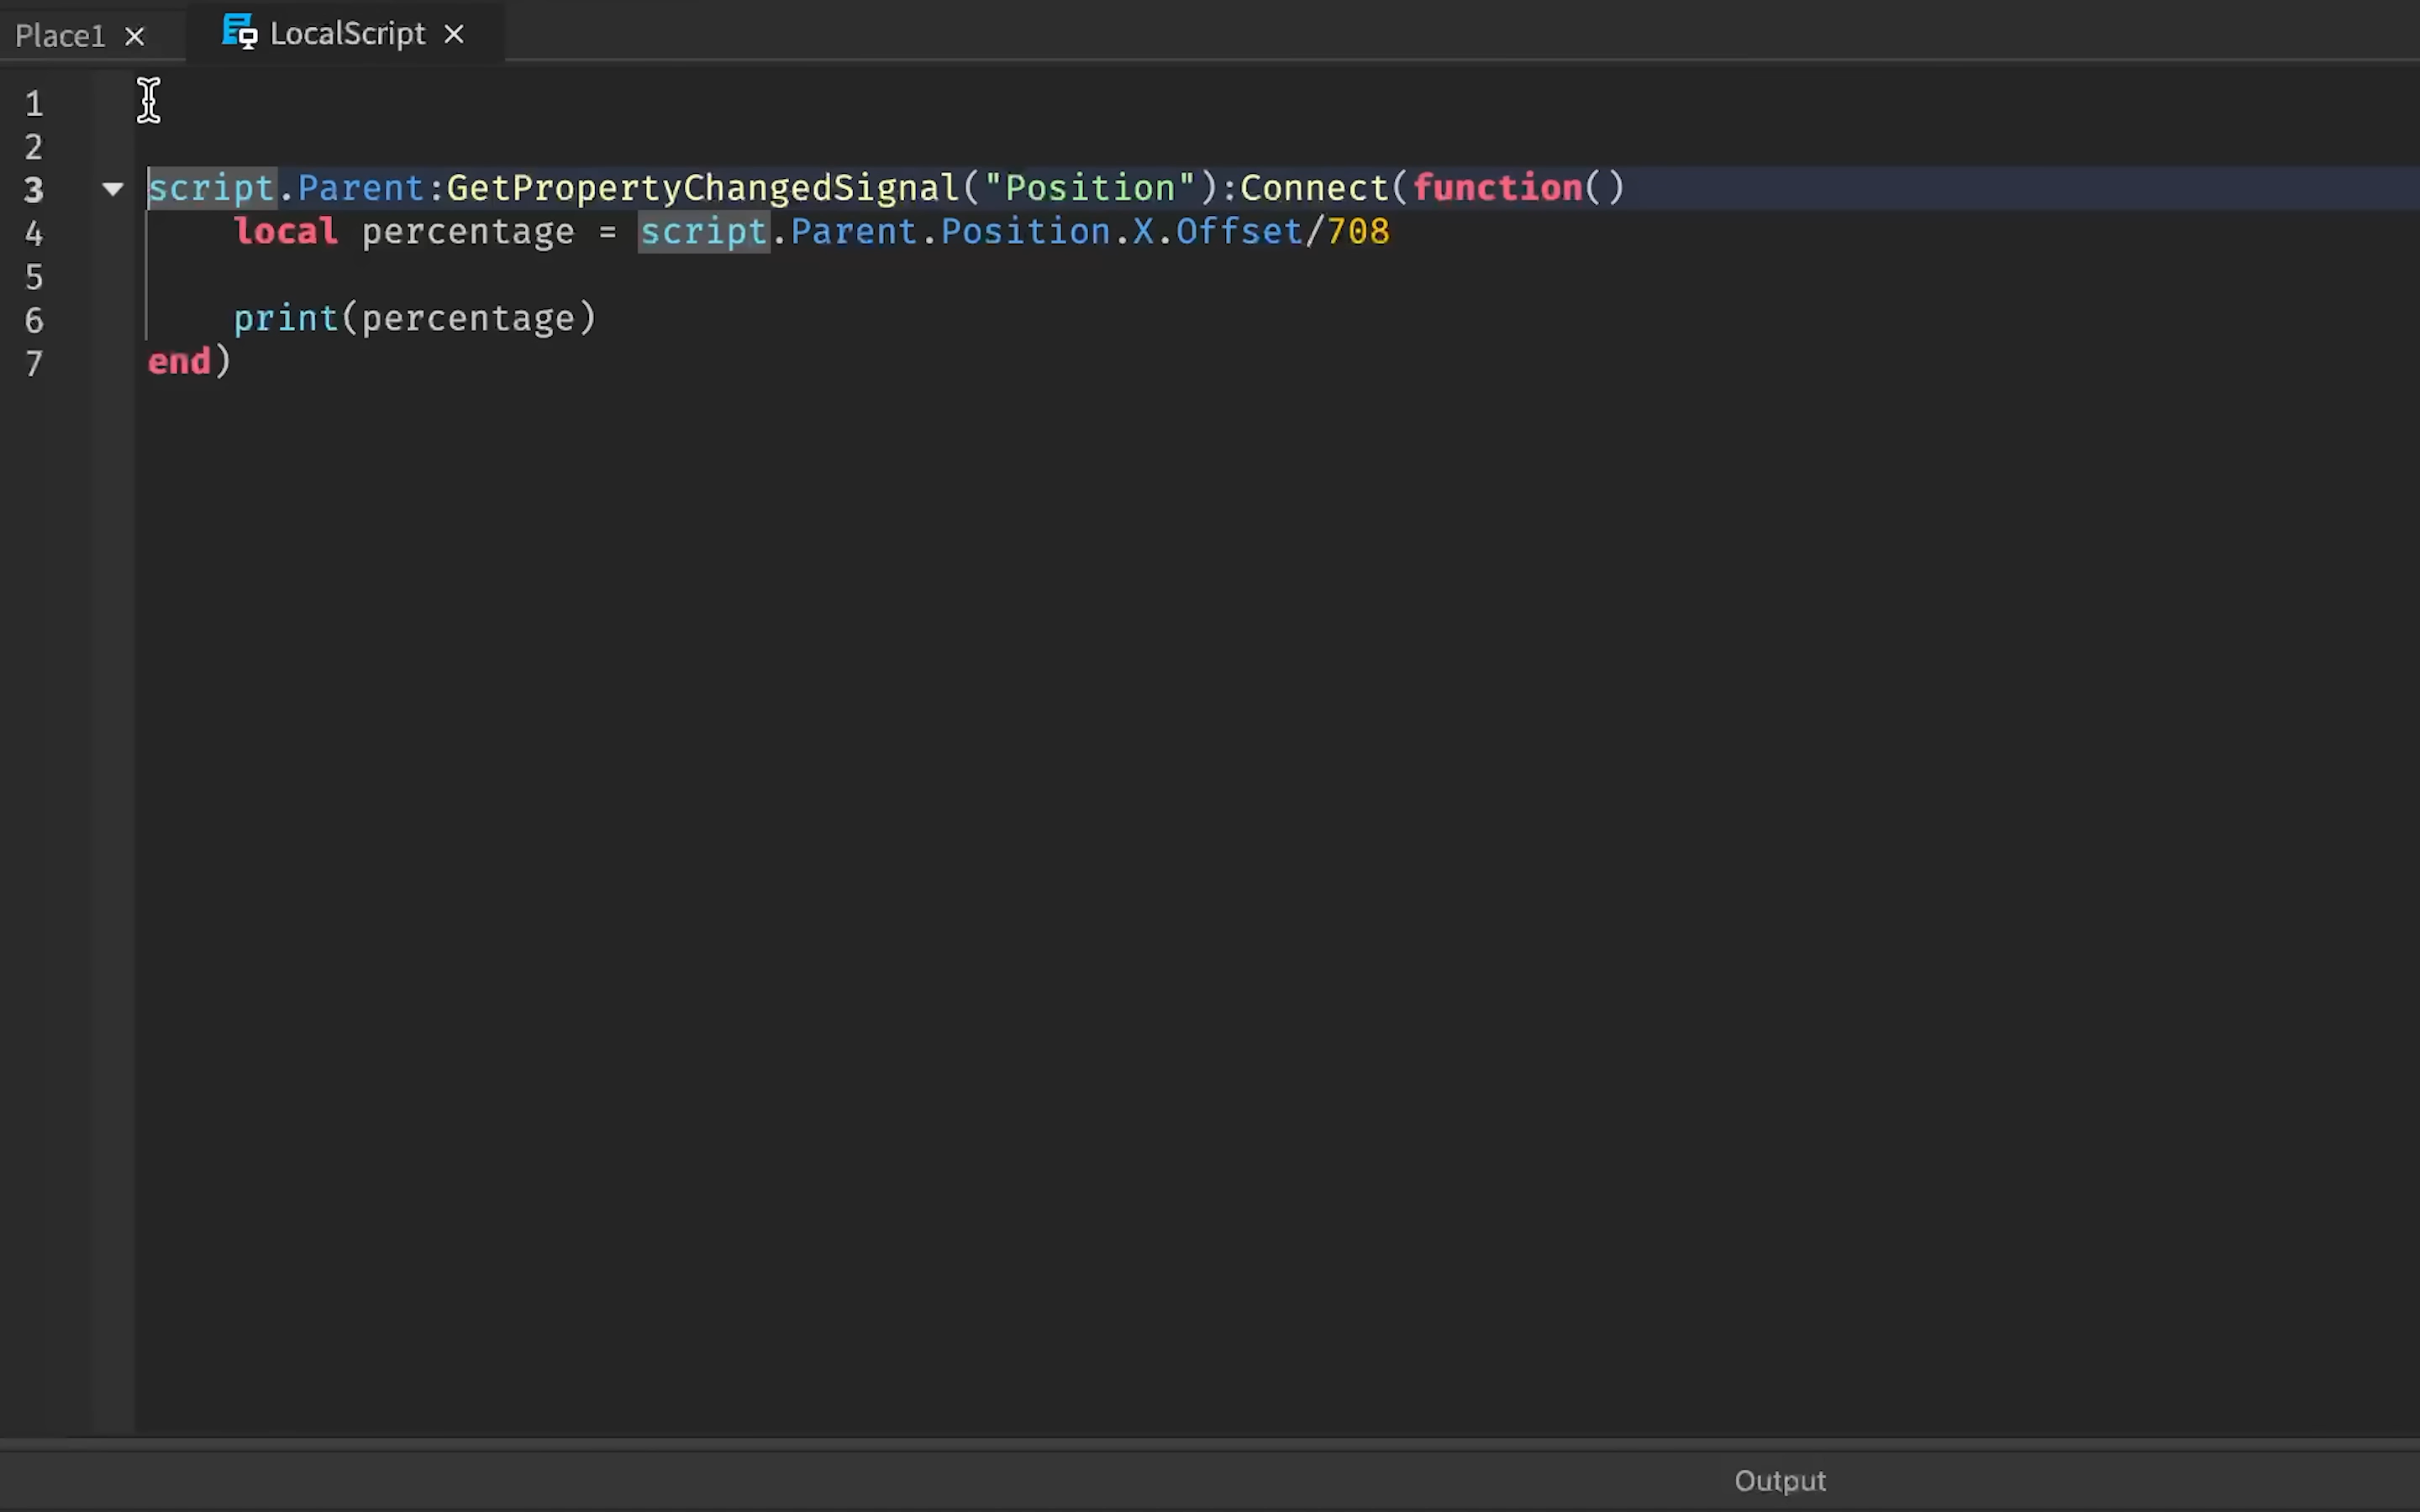 Place1 LocalScript
1
2
3 script.Parent:GetPropertyChangedSignal("Position"):Connect(function()
4 local percentage = script.Parent.Position.X.Offset/708
5
6 print(percentage)
7 end)
Output